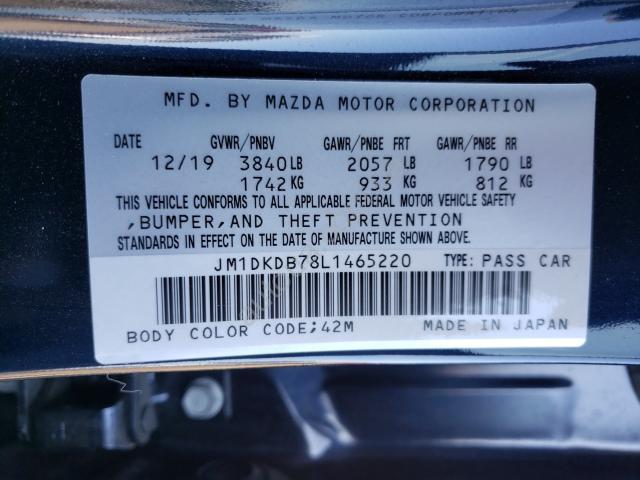 MFD. BY MAZDA MOTOR CORPORATION
DATE GVWR/PNBV GAWR/PNBE FRT GAWR/PNBE RR
12/19 3840 LB 2057 LB 1790 LB
1742 KG 933 KG 812 KG
THIS VEHICLE CONFORMS TO ALL APPLICABLE FEDERAL MOTOR VEHICLE SAFETY
,BUMPER,AND THEFT PREVENTION
STANDARDS IN EFFECT ON THE DATE OF MANUFACTURE SHOWN ABOVE.
JM1DKDB78L1465220 TYPE: PASS CAR
BODY COLOR CODE;42M MADE IN JAPAN